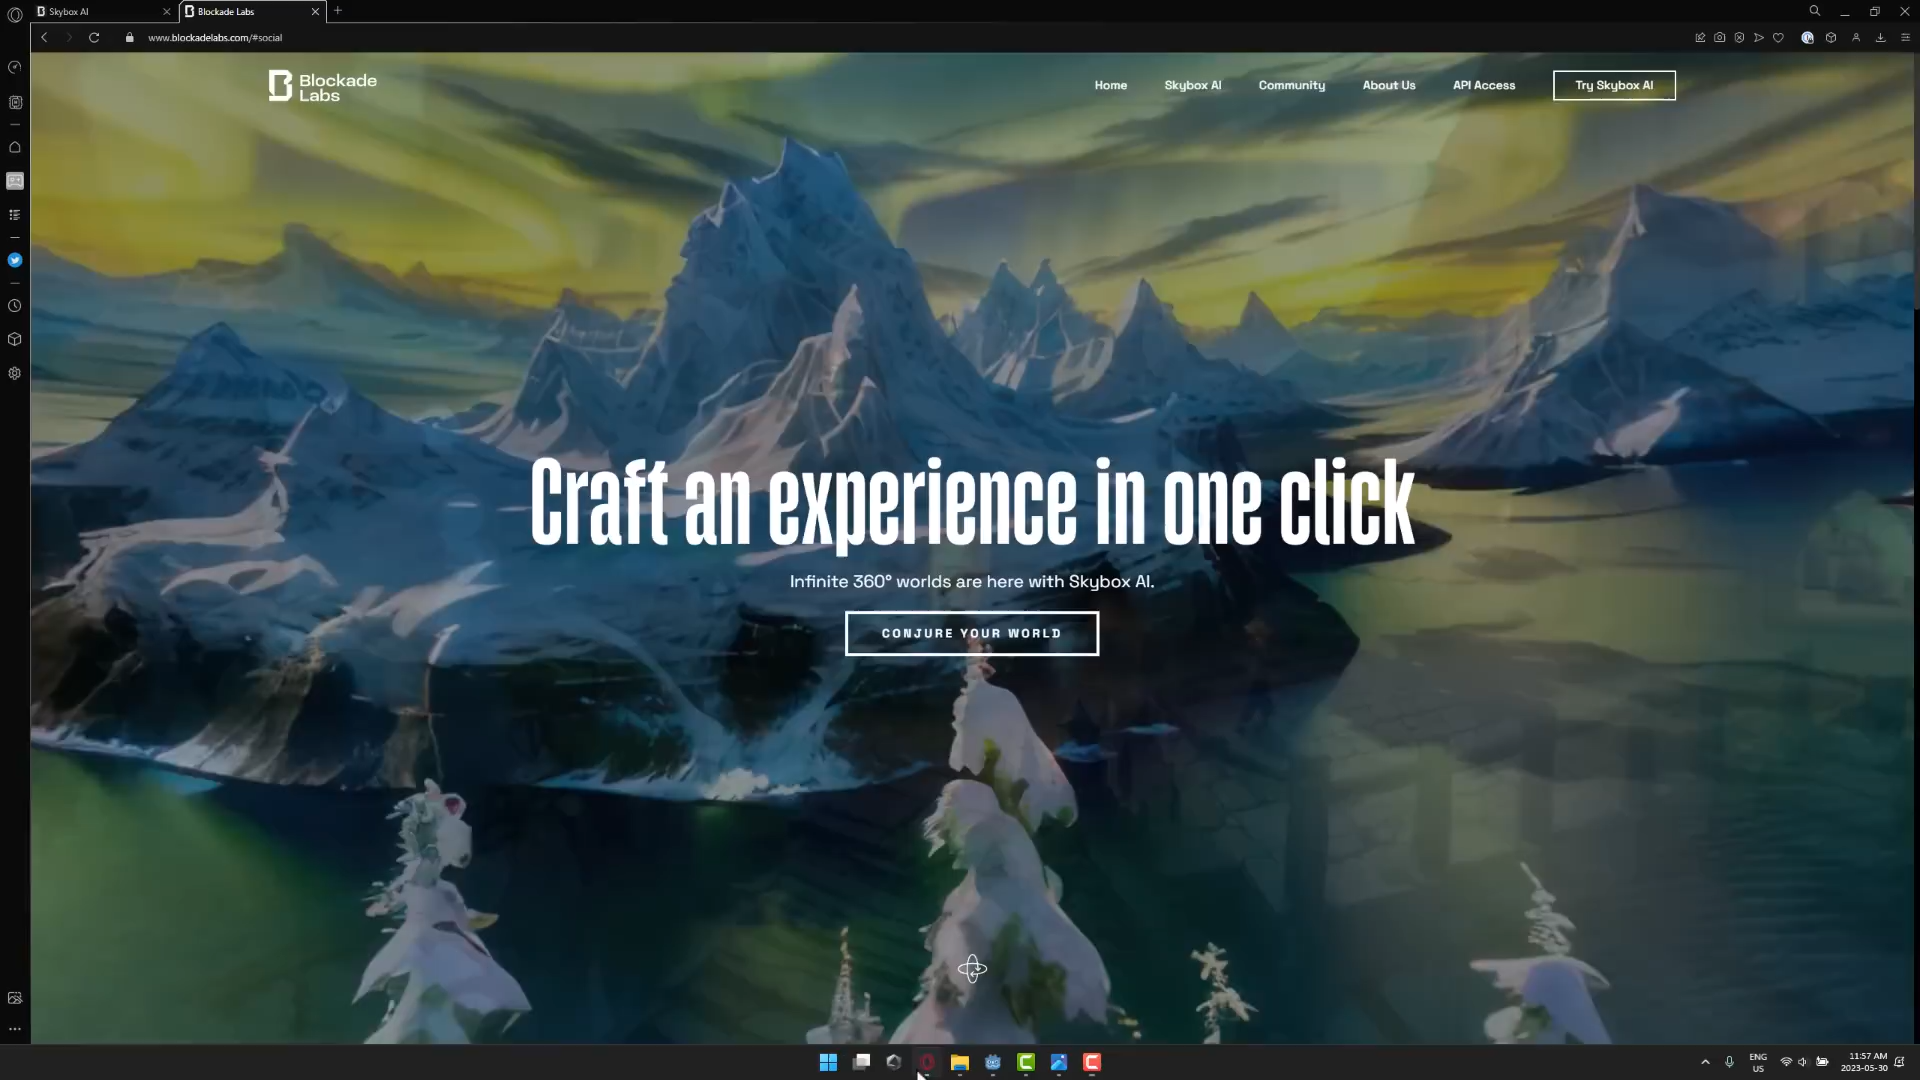 Skybox AI
Blockade Labs
www.blockadelabs.com/#social
Blockade
Labs
Home
Skybox AI
Community
About Us
API Access
Try Skybox AI
Craft an experience in one click
Infinite 360° worlds are here with Skybox AI.
CONJURE YOUR WORLD
ENG
US
11:57 AM
2023-05-30